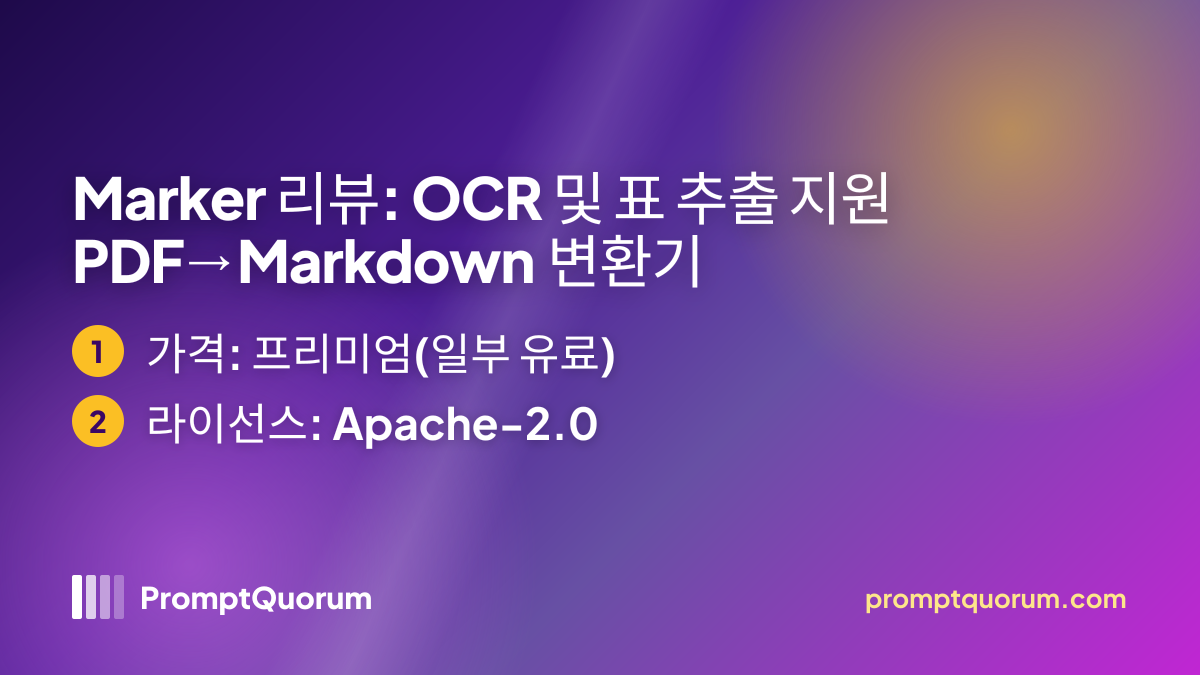 Marker 리뷰: OCR 및 표 추출 지원
PDF→Markdown 변환기
1 가격: 프리미엄(일부 유료)
2 라이선스: Apache-2.0
PromptQuorum
promptquorum.com